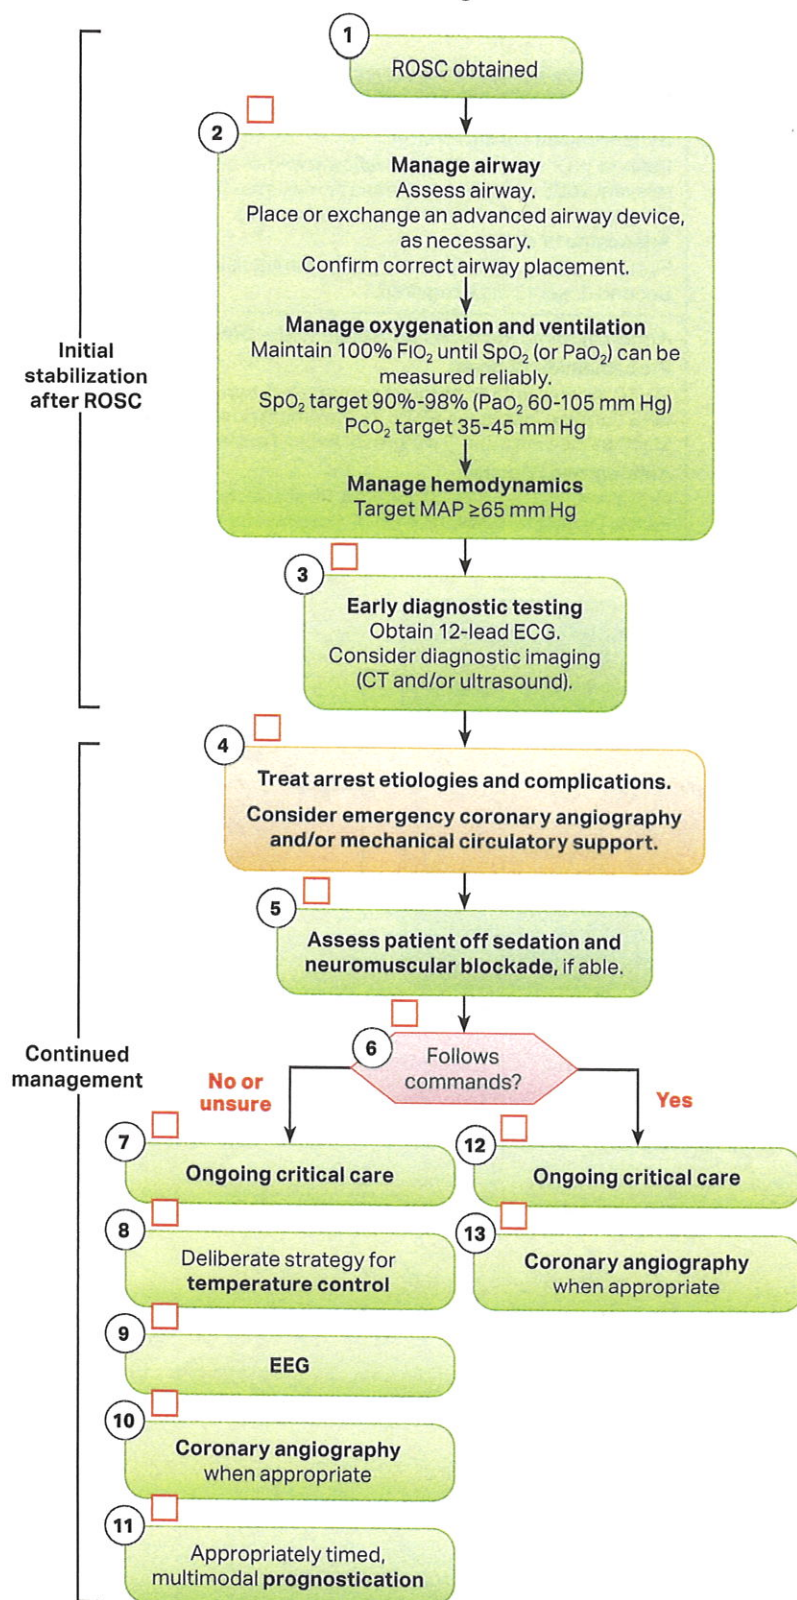 1
ROSC obtained
2
Manage airway
Assess airway.
Place or exchange an advanced airway device,
as necessary.
Confirm correct airway placement.
Manage oxygenation and ventilation
Maintain 100% FIO₂ until SpO₂ (or PaO₂) can be
measured reliably.
SpO₂ target 90%-98% (PaO₂ 60-105 mm Hg)
PCO₂ target 35-45 mm Hg
Manage hemodynamics
Target MAP ≥65 mm Hg
Initial
stabilization
after ROSC
3
Early diagnostic testing
Obtain 12-lead ECG.
Consider diagnostic imaging
(CT and/or ultrasound).
4
Treat arrest etiologies and complications.
Consider emergency coronary angiography
and/or mechanical circulatory support.
5
Assess patient off sedation and
neuromuscular blockade, if able.
Continued
management
6
Follows
commands?
No or
unsure
Yes
7
Ongoing critical care
8
Deliberate strategy for
temperature control
9
EEG
10
Coronary angiography
when appropriate
11
Appropriately timed,
multimodal prognostication
12
Ongoing critical care
13
Coronary angiography
when appropriate